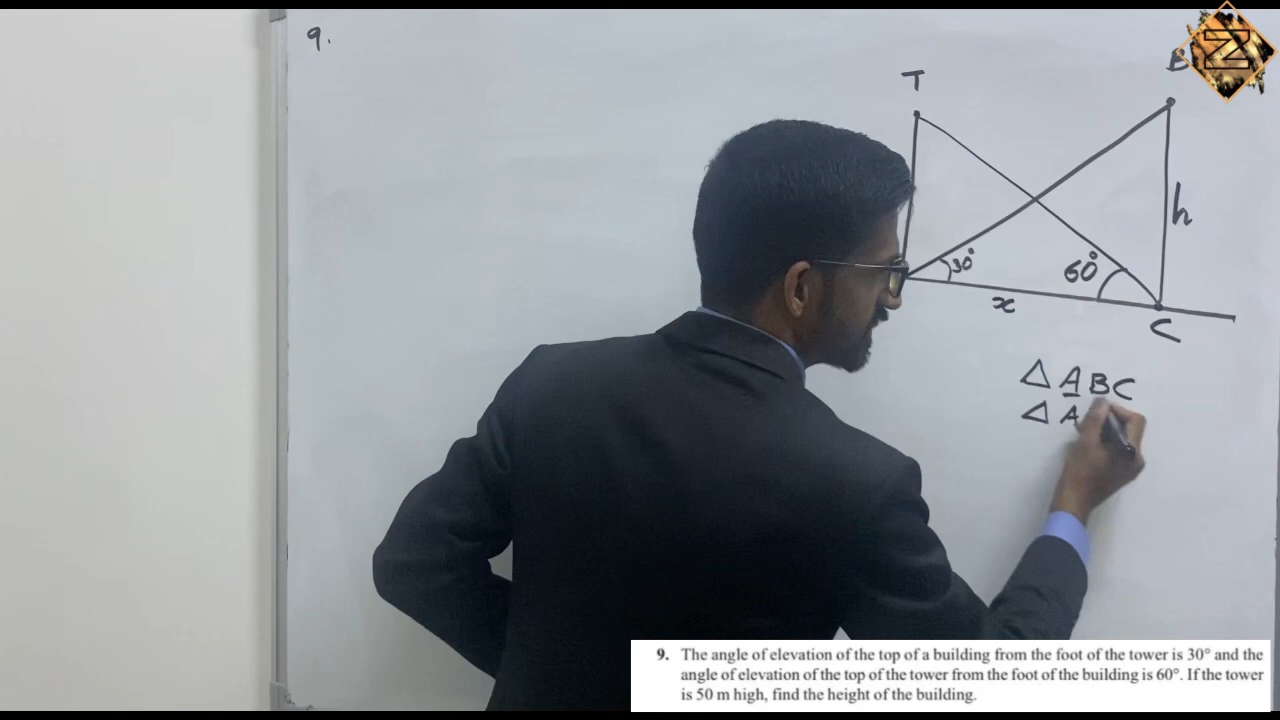 9.
T
B
h
30°
60°
x
C
△ ABC
△ A
9. The angle of elevation of the top of a building from the foot of the tower is 30° and the
angle of elevation of the top of the tower from the foot of the building is 60°. If the tower
is 50 m high, find the height of the building.
Z